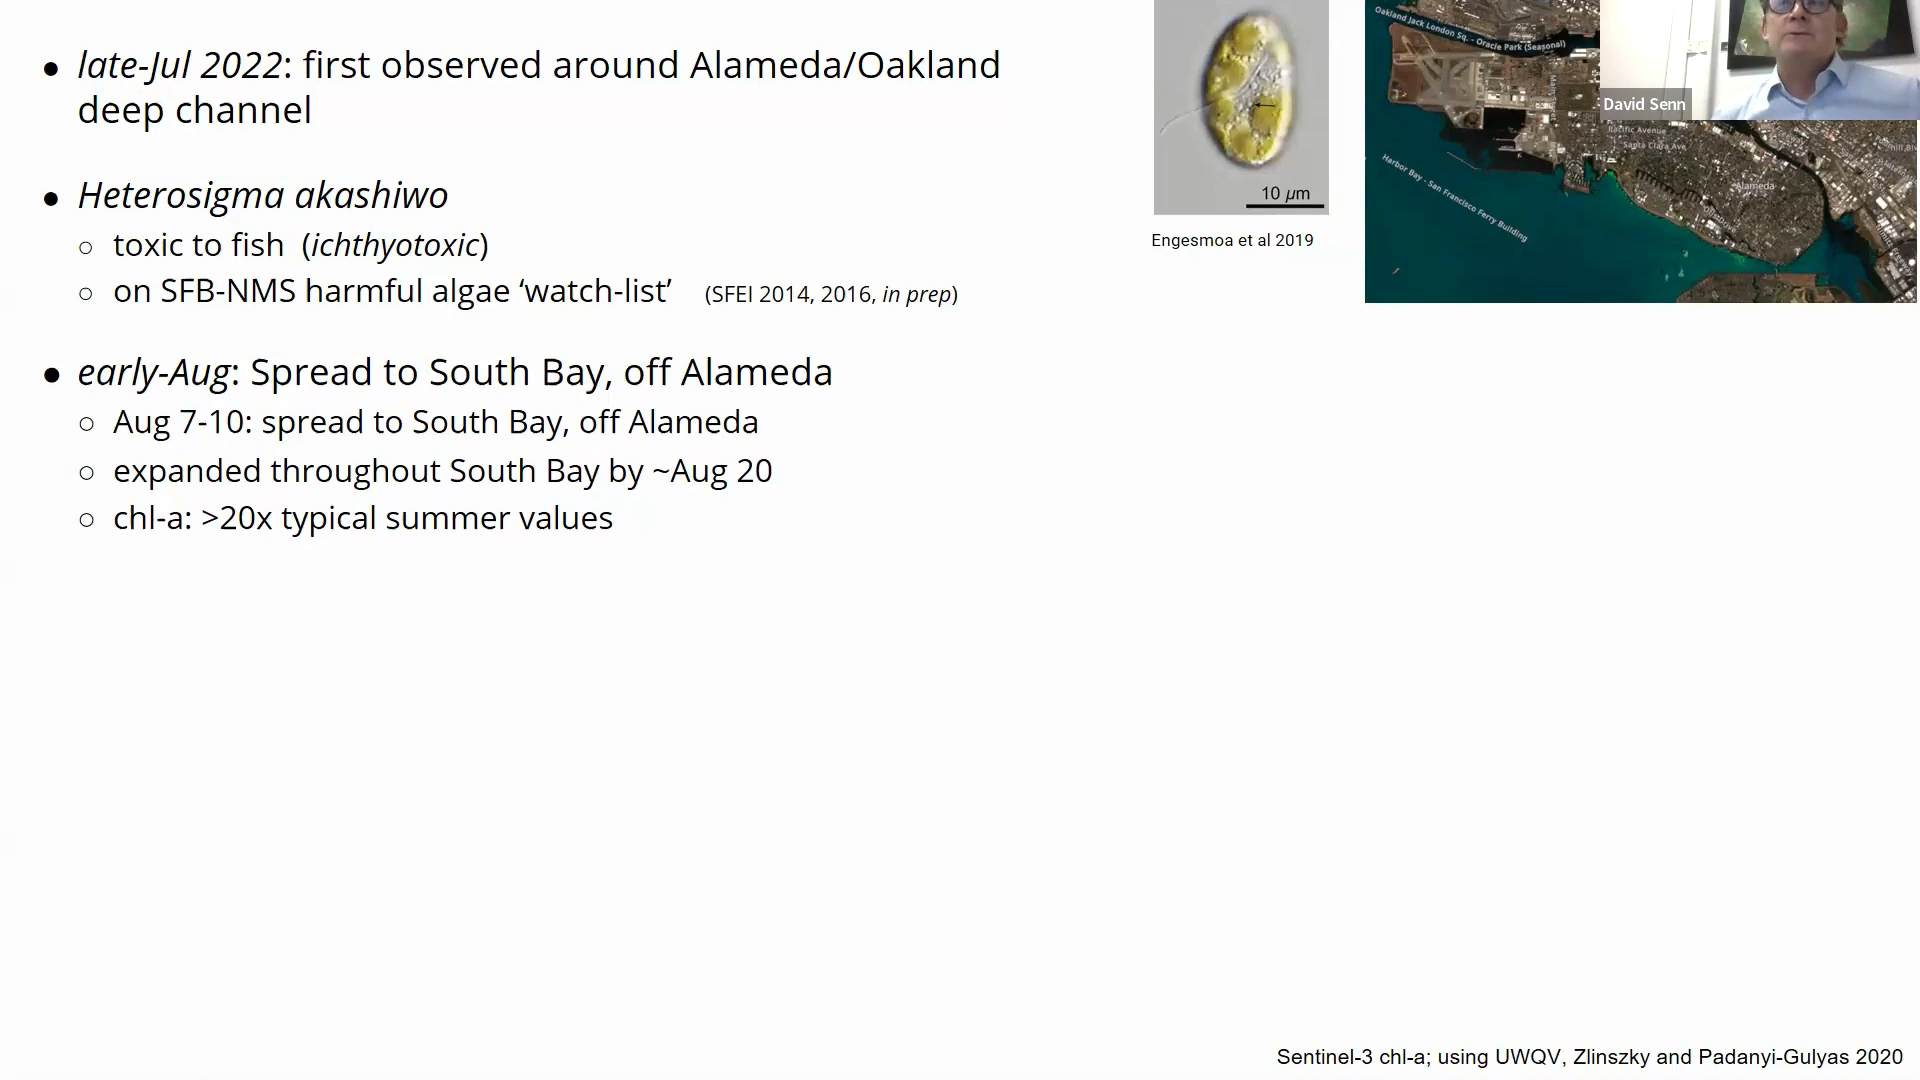 ● late-Jul 2022: first observed around Alameda/Oakland
deep channel
● Heterosigma akashiwo
○ toxic to fish (ichthyotoxic)
○ on SFB-NMS harmful algae ‘watch-list’ (SFEI 2014, 2016, in prep)
● early-Aug: Spread to South Bay, off Alameda
○ Aug 7-10: spread to South Bay, off Alameda
○ expanded throughout South Bay by ~Aug 20
○ chl-a: >20x typical summer values
10 µm
Engesmoa et al 2019
Oakland Jack London Sq. - Oracle Park (Seasonal)
David Senn
Pacific Avenue
Santa Clara Ave
Harbor Bay - San Francisco Ferry Building
Alameda
Sentinel-3 chl-a; using UWQV, Zlinszky and Padanyi-Gulyas 2020